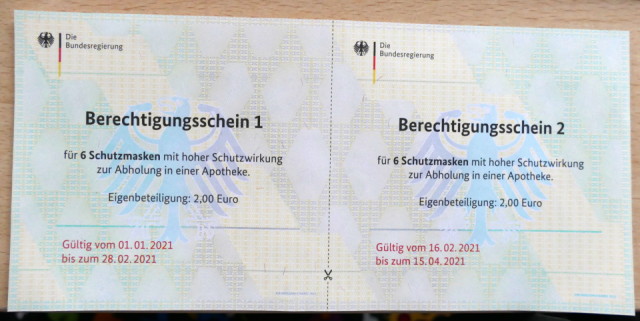 Die
Bundesregierung
Berechtigungsschein 1
für 6 Schutzmasken mit hoher Schutzwirkung
zur Abholung in einer Apotheke.
Eigenbeteiligung: 2,00 Euro
Gültig vom 01.01.2021
bis zum 28.02.2021
Die
Bundesregierung
Berechtigungsschein 2
für 6 Schutzmasken mit hoher Schutzwirkung
zur Abholung in einer Apotheke.
Eigenbeteiligung: 2,00 Euro
Gültig vom 16.02.2021
bis zum 15.04.2021